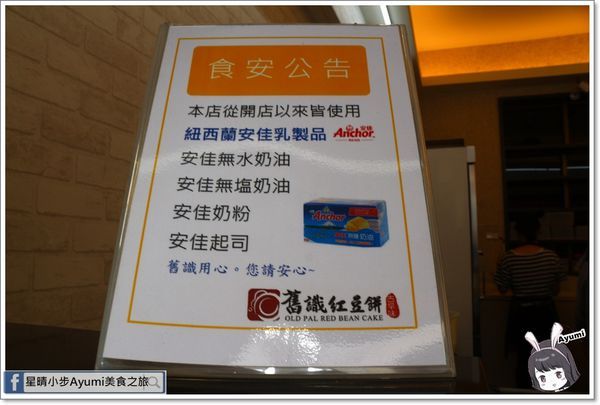 食安公告
本店從開店以來皆使用
紐西蘭安佳乳製品 安佳 Anchor
安佳無水奶油
安佳無塩奶油
安佳奶粉
Anchor
安佳起司
舊識用心。您請安心~
舊識紅豆餅
OLD PAL RED BEAN CAKE
Ayumi
星晴小步Ayumi美食之旅